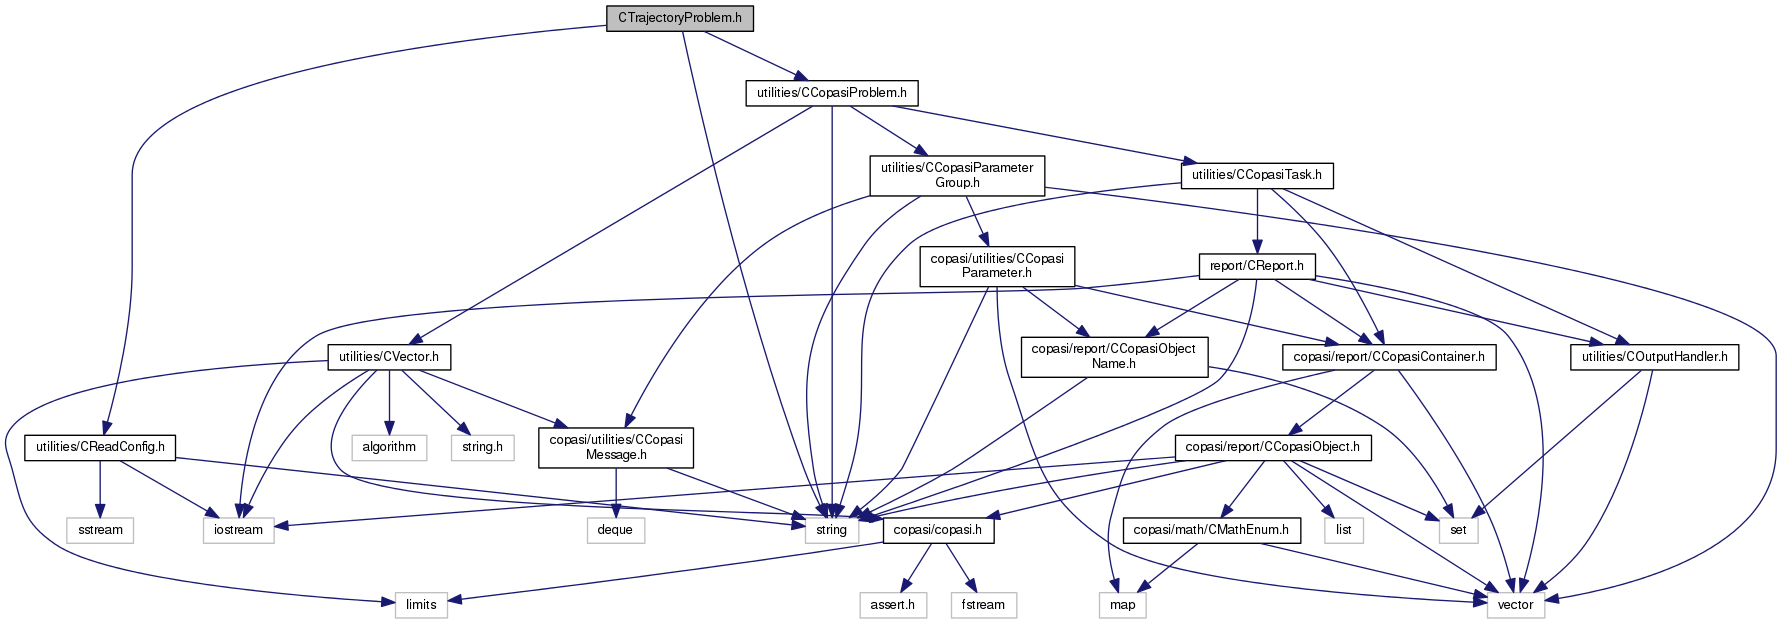 CTrajectoryProblem.h
utilities/CCopasiProblem.h
utilities/CCopasiParameter
Group.h
utilities/CCopasiTask.h
copasi/utilities/CCopasi
Parameter.h
report/CReport.h
utilities/CVector.h
copasi/report/CCopasiObject
Name.h
copasi/report/CCopasiContainer.h
utilities/COutputHandler.h
utilities/CReadConfig.h
algorithm
string.h
copasi/utilities/CCopasi
Message.h
copasi/report/CCopasiObject.h
sstream
iostream
deque
string
copasi/copasi.h
copasi/math/CMathEnum.h
list
set
limits
assert.h
fstream
map
vector